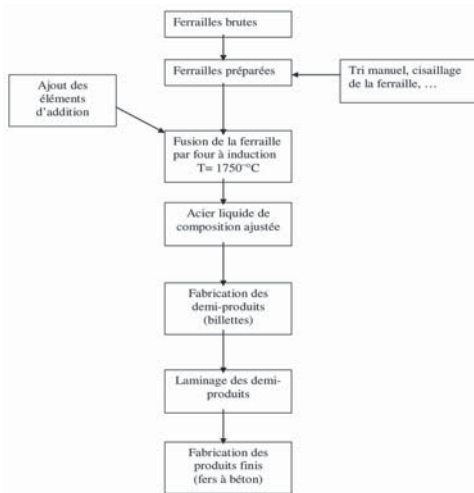 Ferrailles brutes
Ferrailles préparées
Tri manuel, cisaillage
de la ferraille, …
Ajout des
éléments
d’addition
Fusion de la ferraille
par four à induction
T= 1750-°C
Acier liquide de
composition ajustée
Fabrication des
demi-produits
(billettes)
Laminage des demi-
produits
Fabrication des
produits finis
(fers à béton)